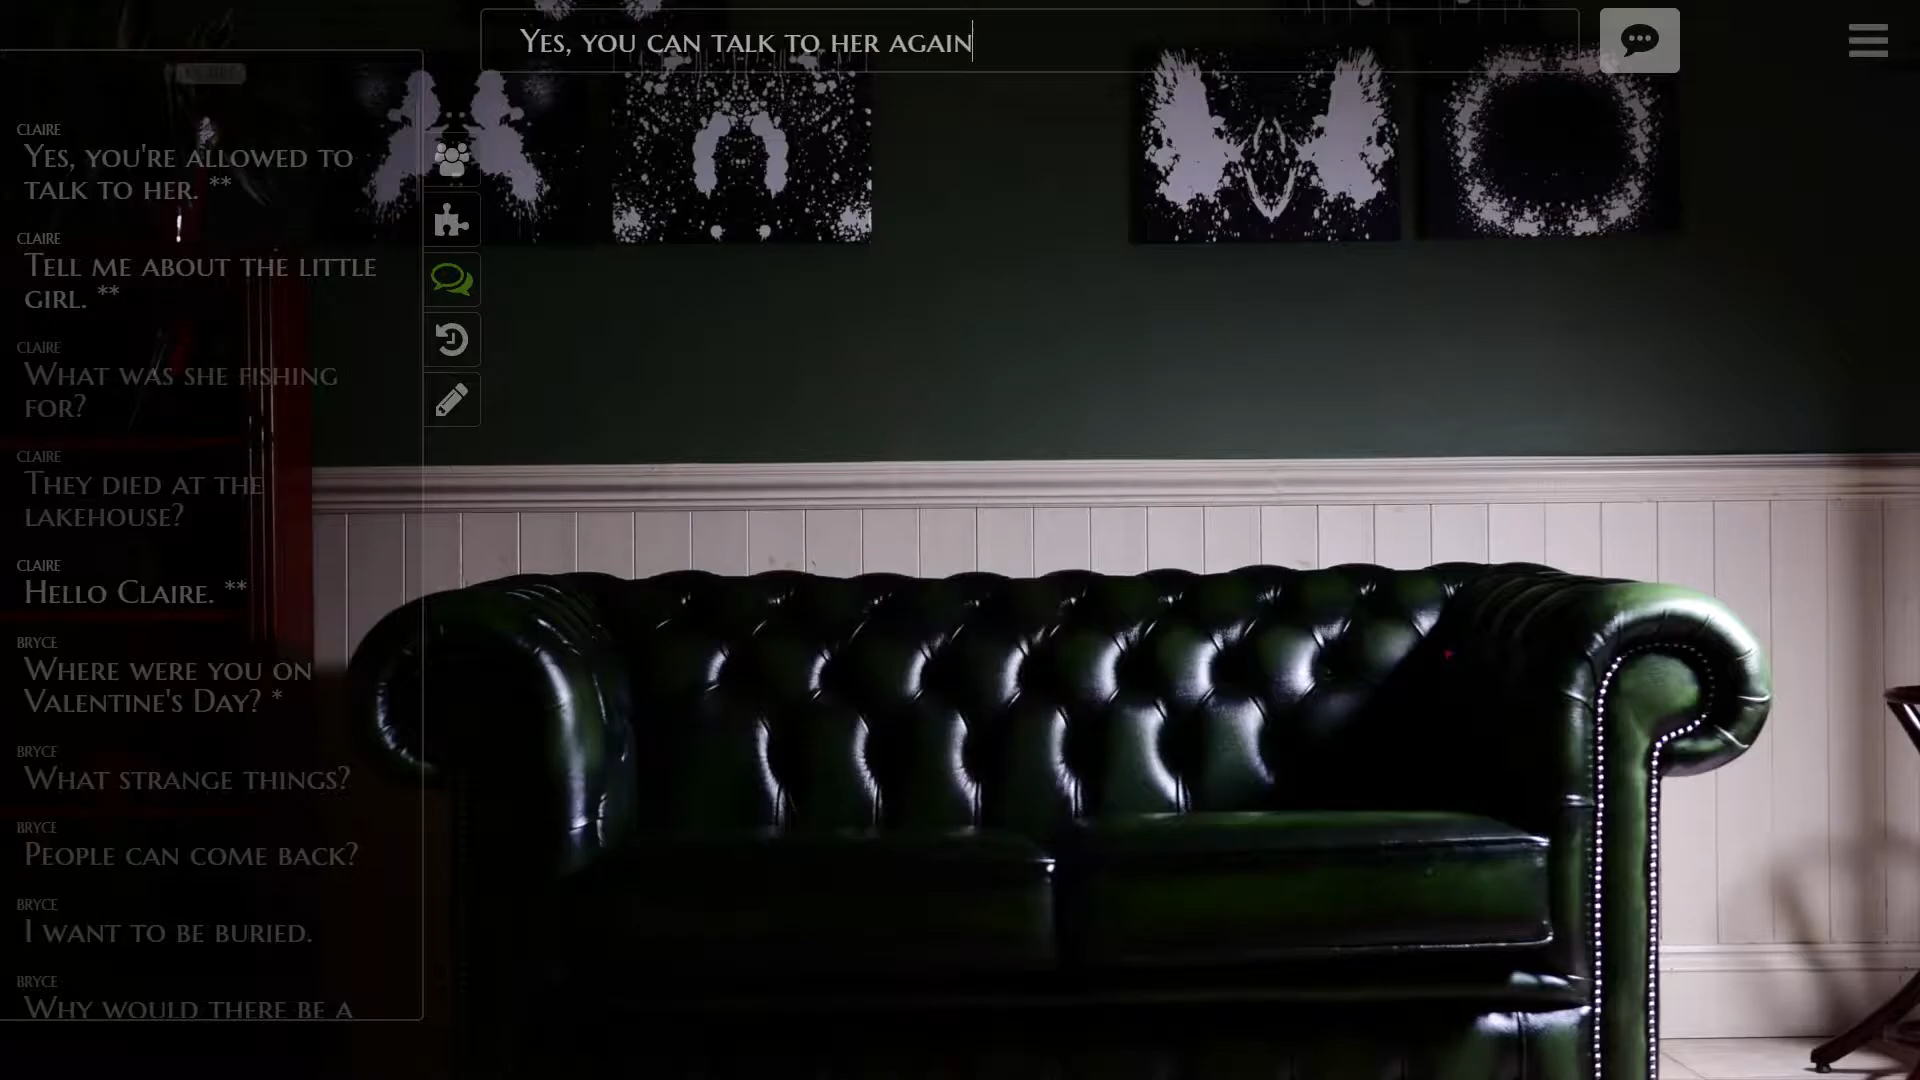 Yes, you can talk to her again
CLAIRE
Yes, you're allowed to
talk to her. **
CLAIRE
Tell me about the little
girl. **
CLAIRE
What was she fishing
for?
CLAIRE
They died at the
lakehouse?
CLAIRE
Hello Claire. **
BRYCE
Where were you on
Valentine's Day? *
BRYCE
What strange things?
BRYCE
People can come back?
BRYCE
I want to be buried.
BRYCE
Why would there be a